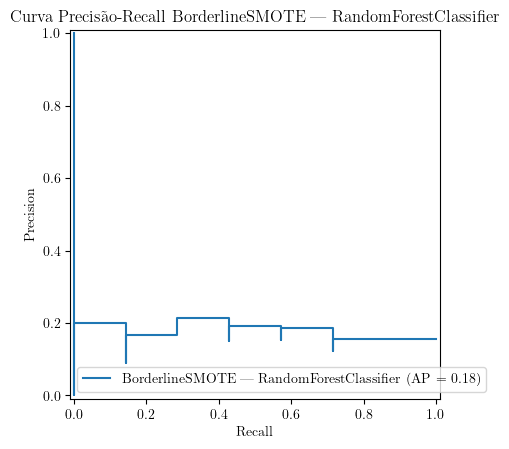 Curva Precisão-Recall BorderlineSMOTE — RandomForestClassifier
1.0
0.8
0.6
0.4
0.2
0.0
Precision
BorderlineSMOTE — RandomForestClassifier (AP = 0.18)
0.0 0.2 0.4 0.6 0.8 1.0
Recall